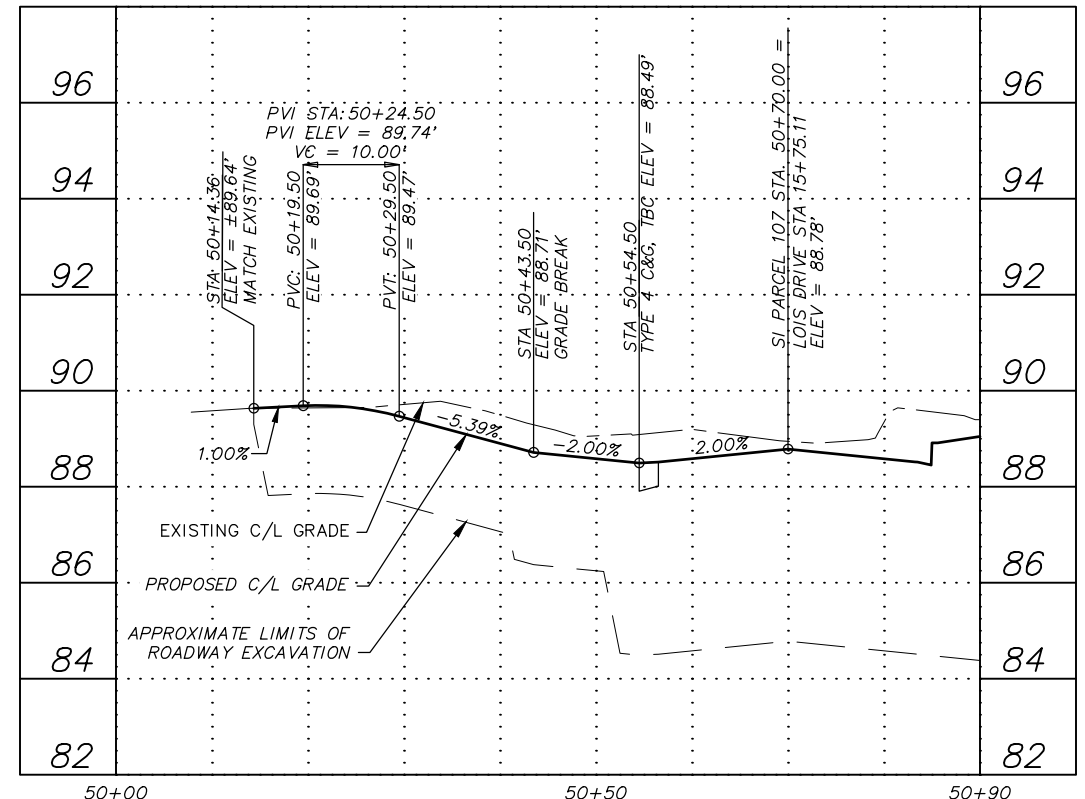 96
94
92
90
88
86
84
82
96
94
92
90
88
86
84
82
PVI STA: 50+24.50
PVI ELEV = 89.74'
VC = 10.00'
STA 50+14.36
ELEV = ±89.64'
MATCH EXISTING
PVC: 50+19.50
ELEV = 89.69'
PVT: 50+29.50
ELEV = 89.47'
STA 50+43.50
ELEV = 88.71'
GRADE BREAK
STA 50+54.50
TYPE 4 C&G, TBC ELEV = 88.49'
SI PARCEL 107 STA. 50+70.00 =
LOIS DRIVE STA 15+75.11
ELEV = 88.78'
1.00%
-5.39%
-2.00%
2.00%
EXISTING C/L GRADE
PROPOSED C/L GRADE
APPROXIMATE LIMITS OF
ROADWAY EXCAVATION
50+00
50+50
50+90